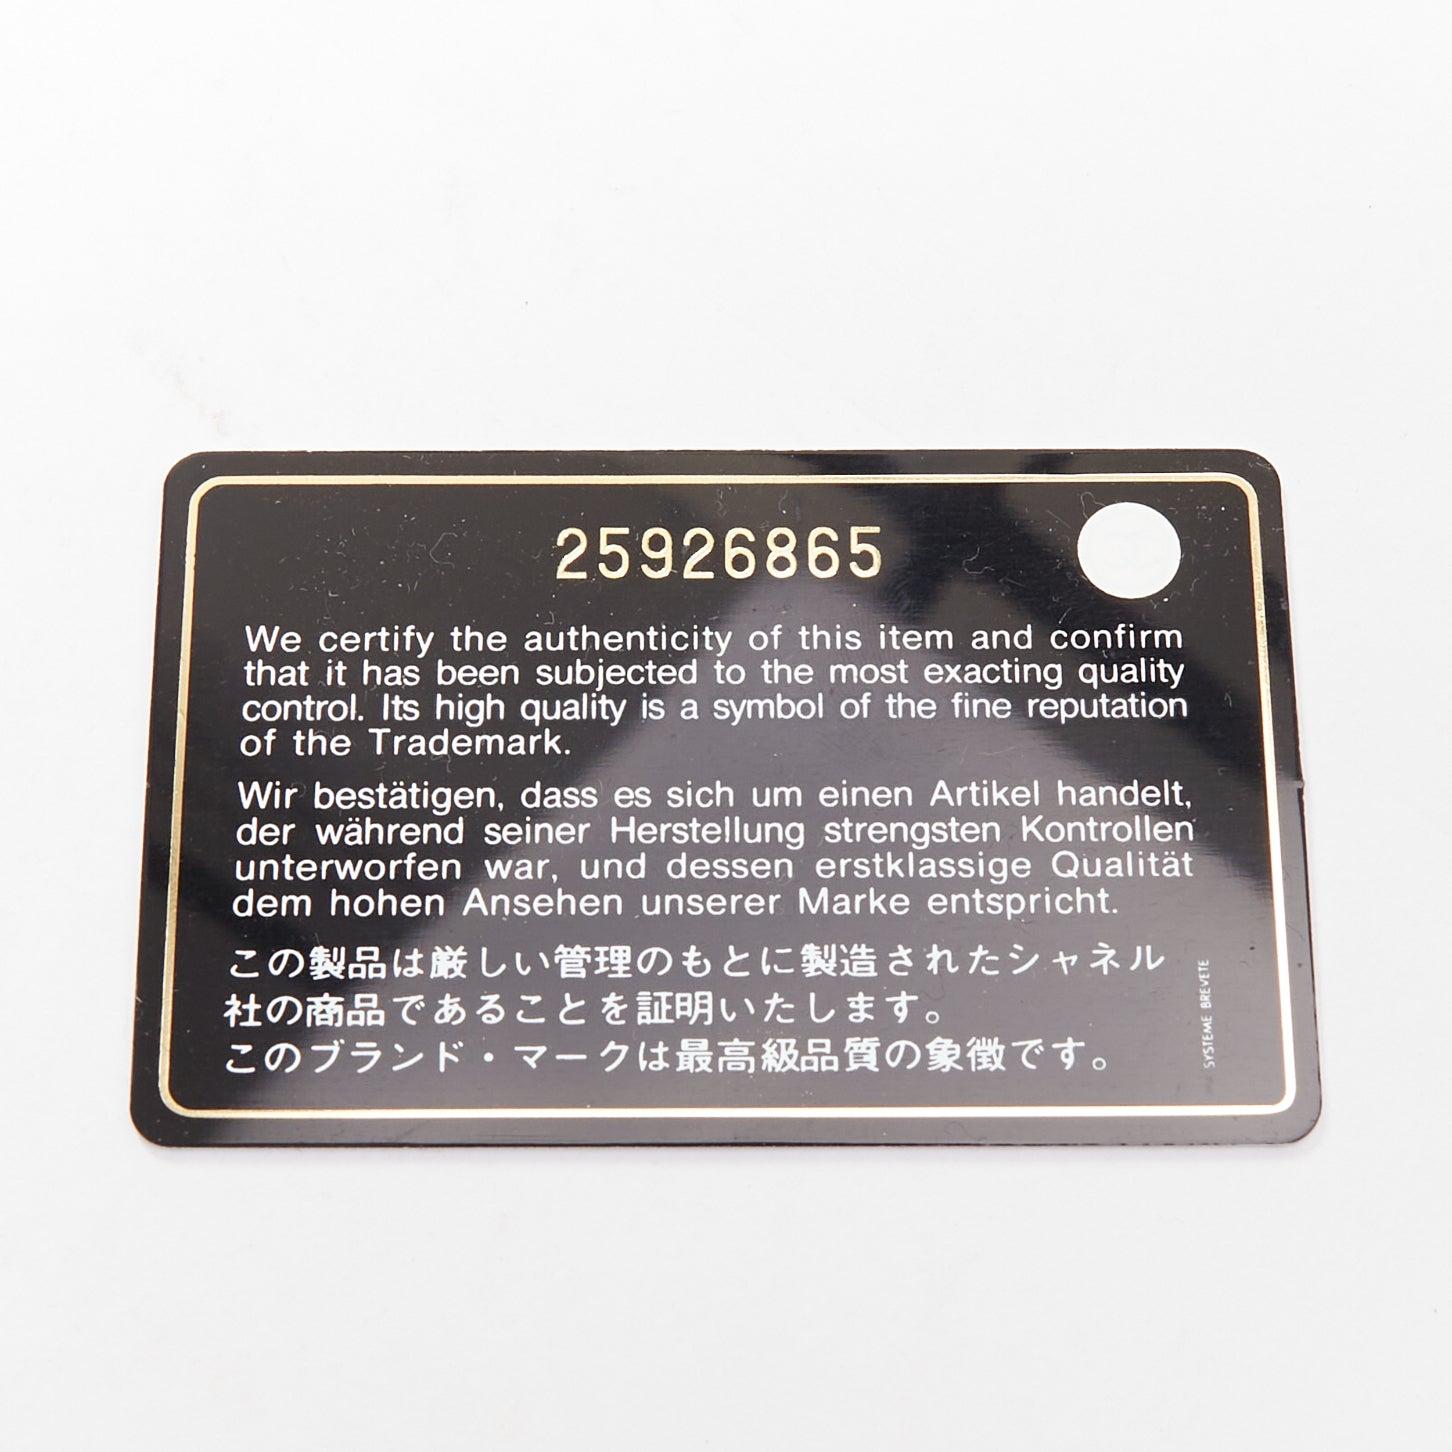 25926865
We certify the authenticity of this item and confirm
that it has been subjected to the most exacting quality
control. Its high quality is a symbol of the fine reputation
of the Trademark.
Wir bestätigen, dass es sich um einen Artikel handelt,
der während seiner Herstellung strengsten Kontrollen
unterworfen war, und dessen erstklassige Qualität
dem hohen Ansehen unserer Marke entspricht.
この製品は厳しい管理のもとに製造されたシャネル
社の商品であることを証明いたします。
このブランド・マークは最高級品質の象徴です。
SYSTEME BREVETE